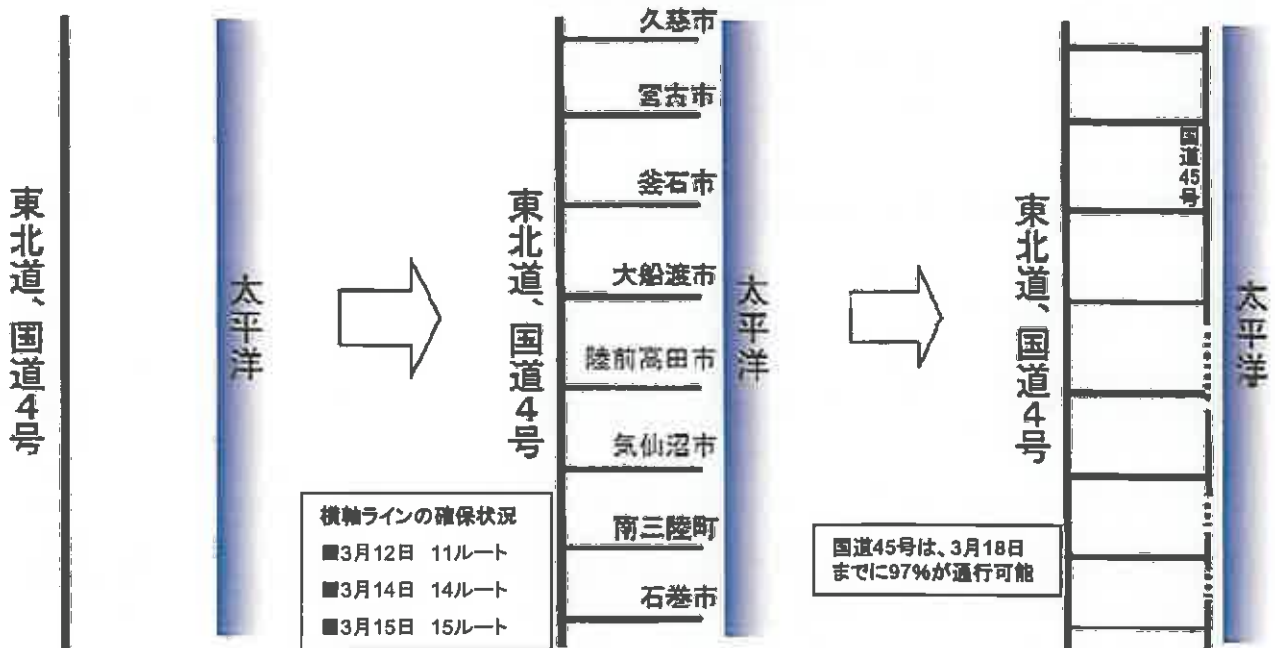 東北道、国道4号
太平洋
久慈市
宮古市
釜石市
大船渡市
陸前高田市
気仙沼市
南三陸町
石巻市
東北道、国道4号
太平洋
横軸ラインの確保状況
■3月12日 11ルート
■3月14日 14ルート
■3月15日 15ルート
国道45号
東北道、国道4号
太平洋
国道45号は、3月18日
までに97%が通行可能